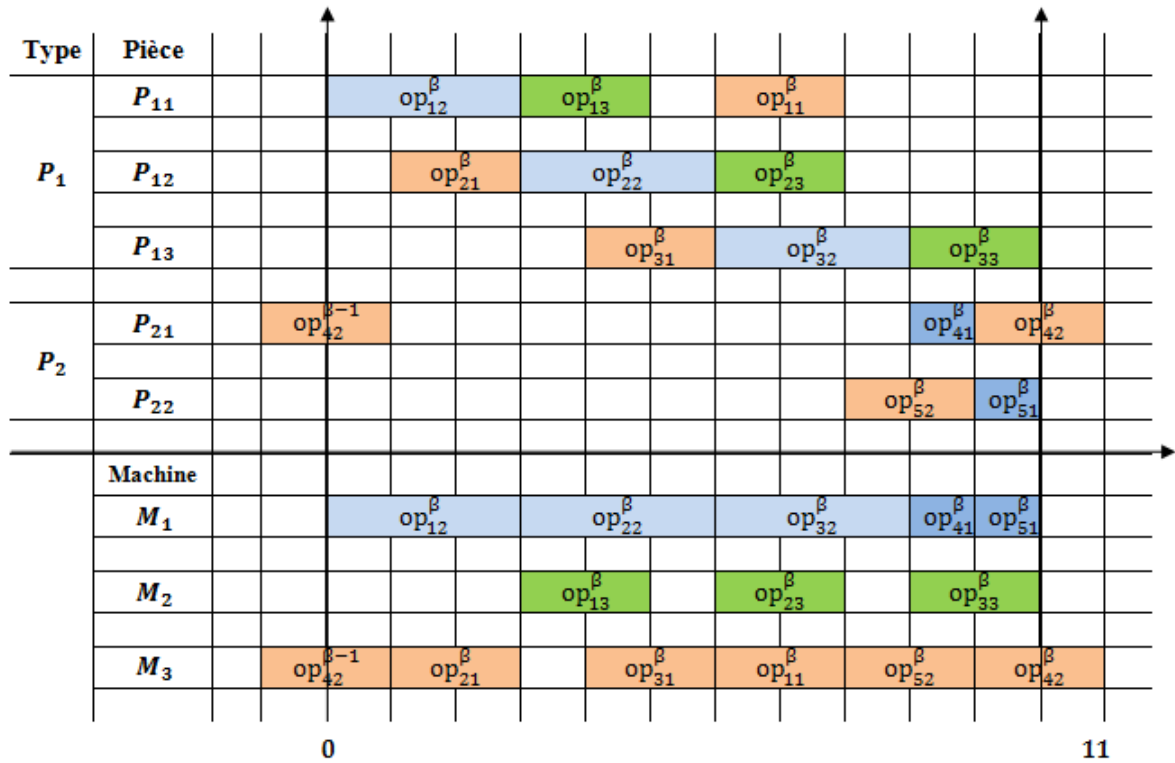 Type Pièce
P₁₁ op₁₂^β op₁₃^β op₁₁^β
P₁ P₁₂ op₂₁^β op₂₂^β op₂₃^β
P₁₃ op₃₁^β op₃₂^β op₃₃^β
P₂₁ op₄₂^β−1 op₄₁^β op₄₂^β
P₂
P₂₂ op₅₂^β op₅₁^β
Machine
M₁ op₁₂^β op₂₂^β op₃₂^β op₄₁^β op₅₁^β
M₂ op₁₃^β op₂₃^β op₃₃^β
M₃ op₄₂^β−1 op₂₁^β op₃₁^β op₁₁^β op₅₂^β op₄₂^β
0 11